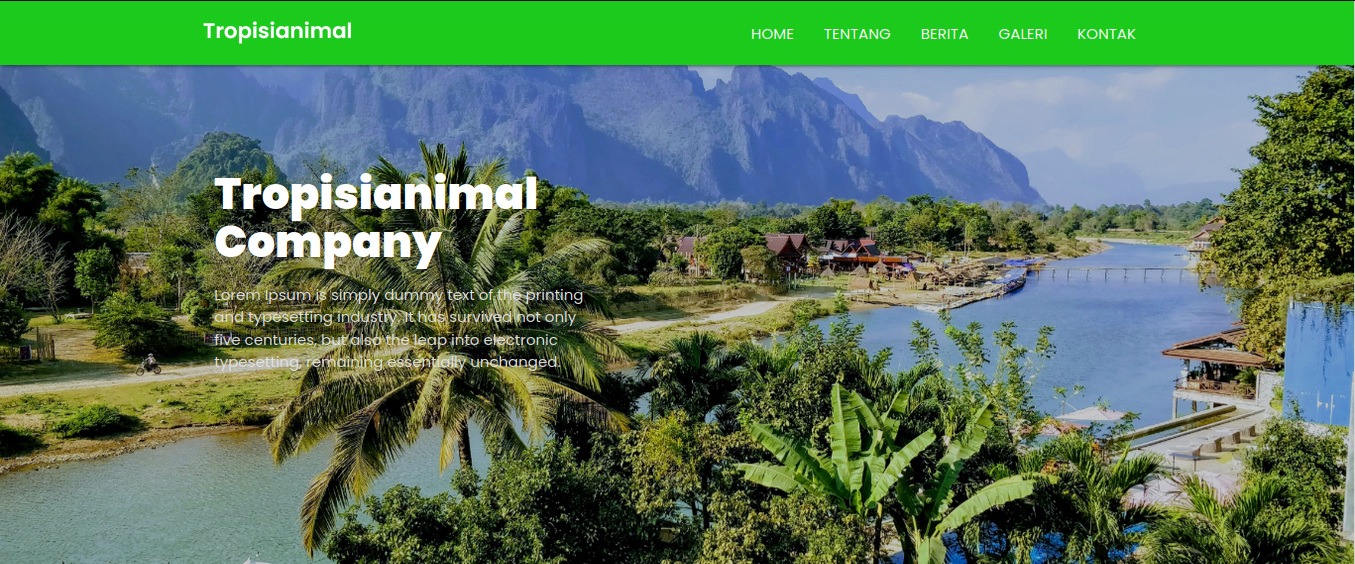 Tropisianimal
HOME TENTANG BERITA GALERI KONTAK
Tropisianimal
Company
Lorem Ipsum is simply dummy text of the printing
and typesetting industry. It has survived not only
five centuries, but also the leap into electronic
typesetting, remaining essentially unchanged.